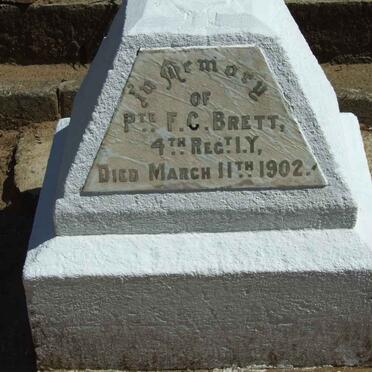 In Memory
OF
PTE F.C. BRETT,
4TH REGT I.Y,
DIED MARCH 11TH 1902.